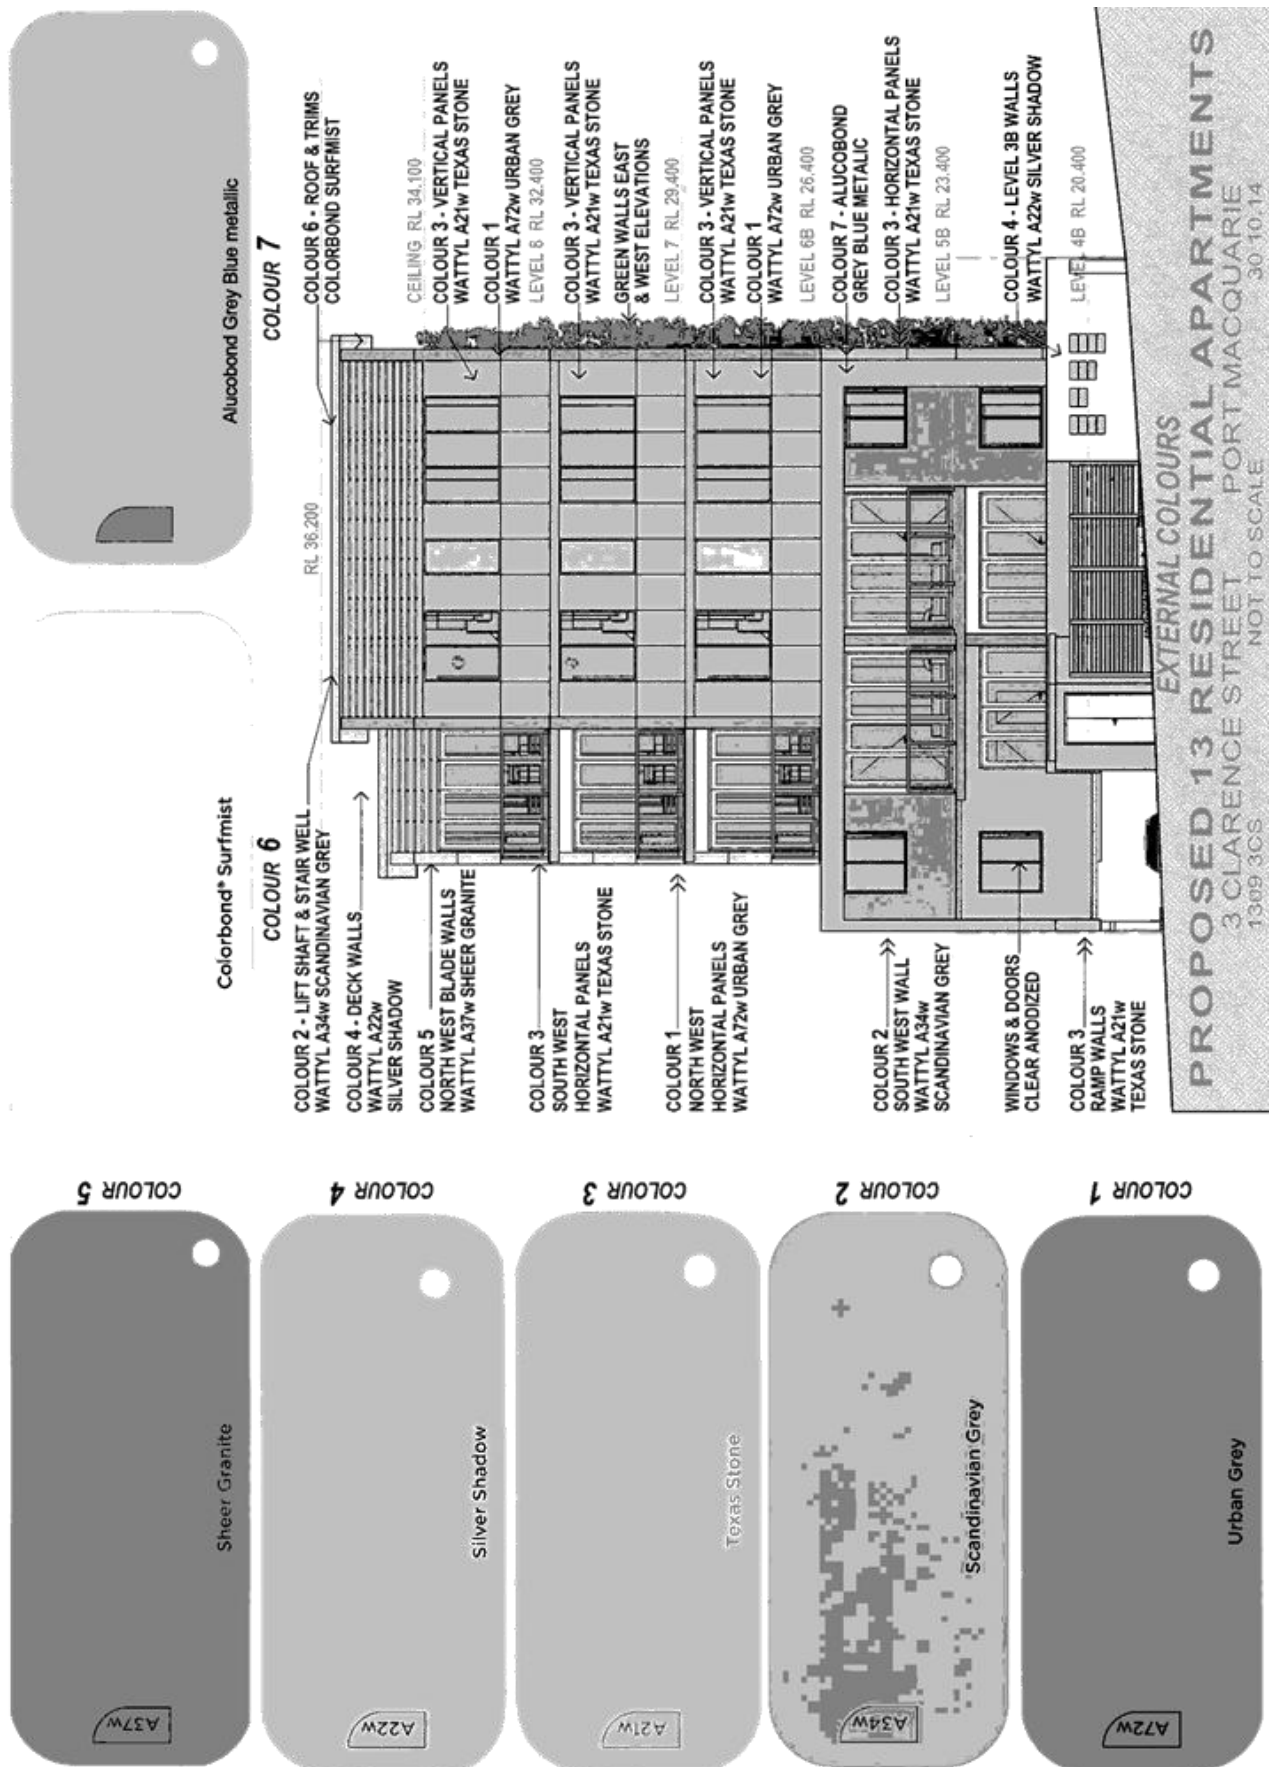 Alucobond Grey Blue metallic
COLOUR 7
Colorbond® Surfmist
COLOUR 6
COLOUR 2 - LIFT SHAFT & STAIR WELL
WATTYL A34w SCANDINAVIAN GREY
COLOUR 4 - DECK WALLS
WATTYL A22w
SILVER SHADOW
COLOUR 5
NORTH WEST BLADE WALLS
WATTYL A37w SHEER GRANITE
COLOUR 3
SOUTH WEST
HORIZONTAL PANELS
WATTYL A21w TEXAS STONE
COLOUR 1
NORTH WEST
HORIZONTAL PANELS
WATTYL A72w URBAN GREY
COLOUR 2
SOUTH WEST WALL
WATTYL A34w
SCANDINAVIAN GREY
WINDOWS & DOORS
CLEAR ANODIZED
COLOUR 3
RAMP WALLS
WATTYL A21w
TEXAS STONE
RL 36.200
COLOUR 6 - ROOF & TRIMS
COLORBOND SURFMIST
CEILING RL 34.100
COLOUR 3 - VERTICAL PANELS
WATTYL A21w TEXAS STONE
COLOUR 1
WATTYL A72w URBAN GREY
LEVEL 8 RL 32.400
COLOUR 3 - VERTICAL PANELS
WATTYL A21w TEXAS STONE
GREEN WALLS EAST
& WEST ELEVATIONS
LEVEL 7 RL 29.400
COLOUR 3 - VERTICAL PANELS
WATTYL A21w TEXAS STONE
COLOUR 1
WATTYL A72w URBAN GREY
LEVEL 6B RL 26.400
COLOUR 7 - ALUCOBOND
GREY BLUE METALIC
COLOUR 3 - HORIZONTAL PANELS
WATTYL A21w TEXAS STONE
LEVEL 5B RL 23.400
COLOUR 4 - LEVEL 3B WALLS
WATTYL A22w SILVER SHADOW
LEVEL 4B RL 20.400
EXTERNAL COLOURS
PROPOSED 13 RESIDENTIAL APARTMENTS
3 CLARENCE STREET PORT MACQUARIE
1309 3CS NOT TO SCALE 30.10.14
COLOUR 5
Sheer Granite
A37w
COLOUR 4
Silver Shadow
A22w
COLOUR 3
Texas Stone
A21w
COLOUR 2
Scandinavian Grey
A34w
COLOUR 1
Urban Grey
A72w